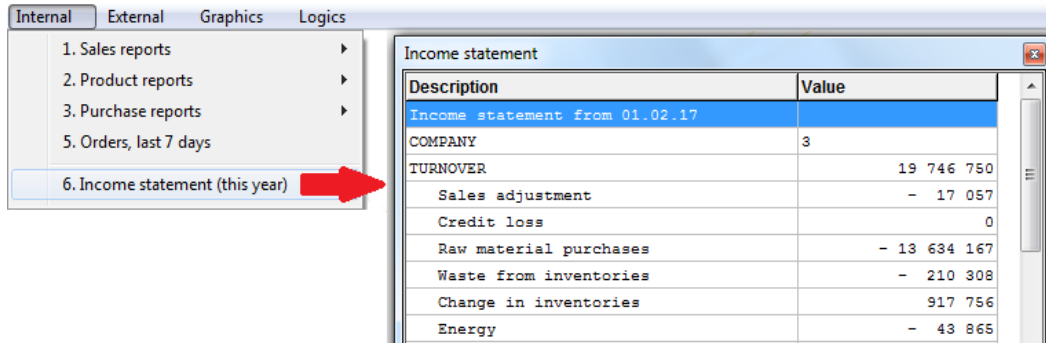 Internal External Graphics Logics
1. Sales reports
2. Product reports
3. Purchase reports
5. Orders, last 7 days
6. Income statement (this year)
Income statement
Description Value
Income statement from 01.02.17
COMPANY 3
TURNOVER 19 746 750
Sales adjustment - 17 057
Credit loss 0
Raw material purchases - 13 634 167
Waste from inventories - 210 308
Change in inventories 917 756
Energy - 43 865